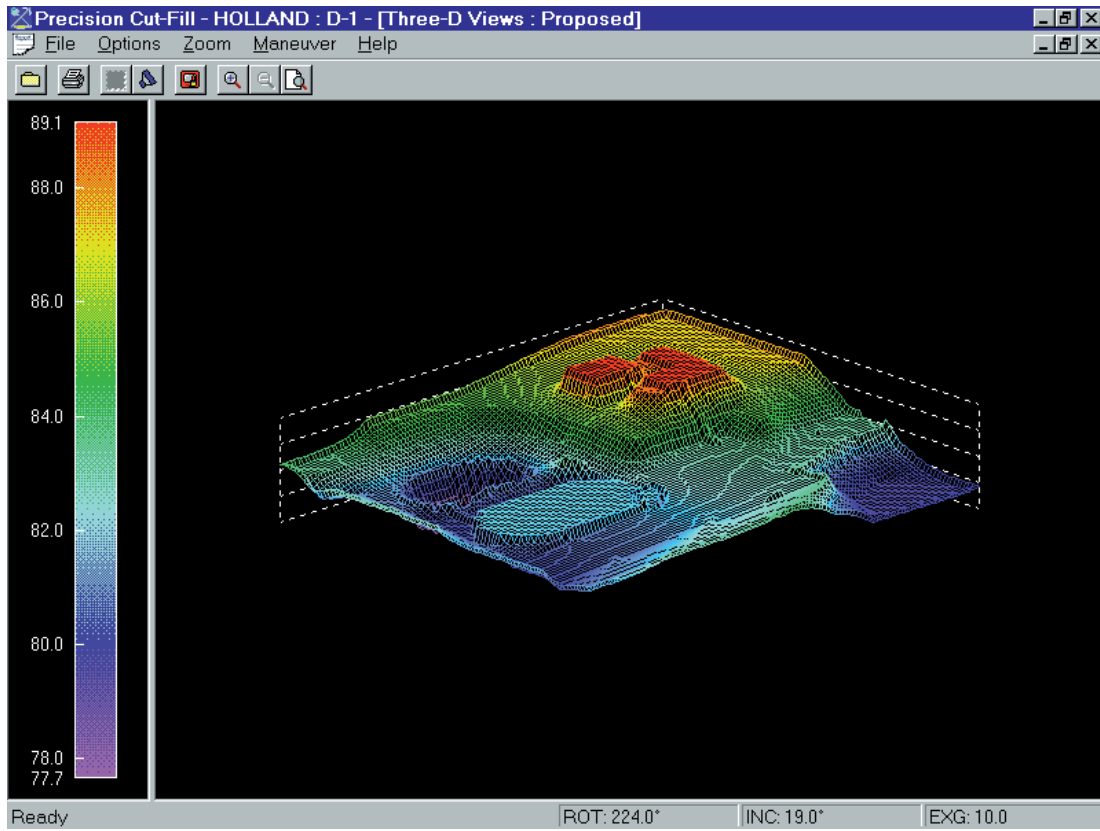 Precision Cut-Fill - HOLLAND : D-1 - [Three-D Views : Proposed]
File Options Zoom Maneuver Help
89.1
88.0
86.0
84.0
82.0
80.0
78.0
77.7
Ready ROT: 224.0° INC: 19.0° EXG: 10.0